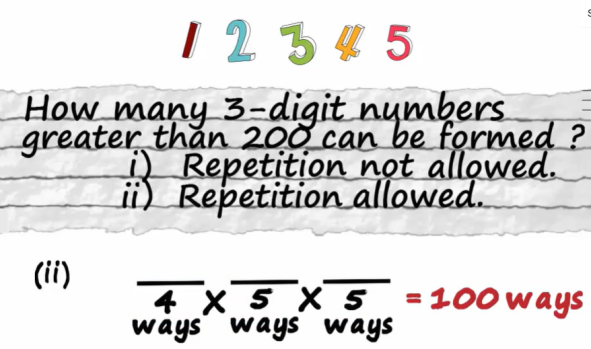 1 2 3 4 5
How many 3-digit numbers
greater than 200 can be formed ?
i) Repetition not allowed.
ii) Repetition allowed.
(ii)
4 X 5 X 5 = 100 ways
ways ways ways